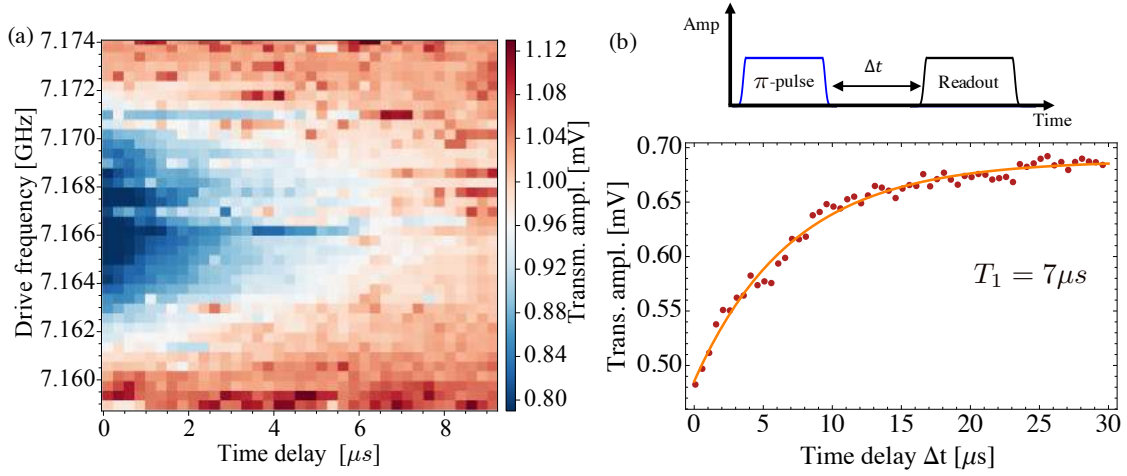 (a)
Drive frequency [GHz]
7.174
7.172
7.170
7.168
7.166
7.164
7.162
7.160
0
2
4
6
8
Time delay [μs]
1.12
1.08
1.04
1.00
0.96
0.92
0.88
0.84
0.80
Transm. ampl. [mV]
(b)
Amp
π-pulse
Δt
Readout
Time
Trans. ampl. [mV]
0.70
0.65
0.60
0.55
0.50
T₁ = 7μs
0
5
10
15
20
25
30
Time delay Δt [μs]